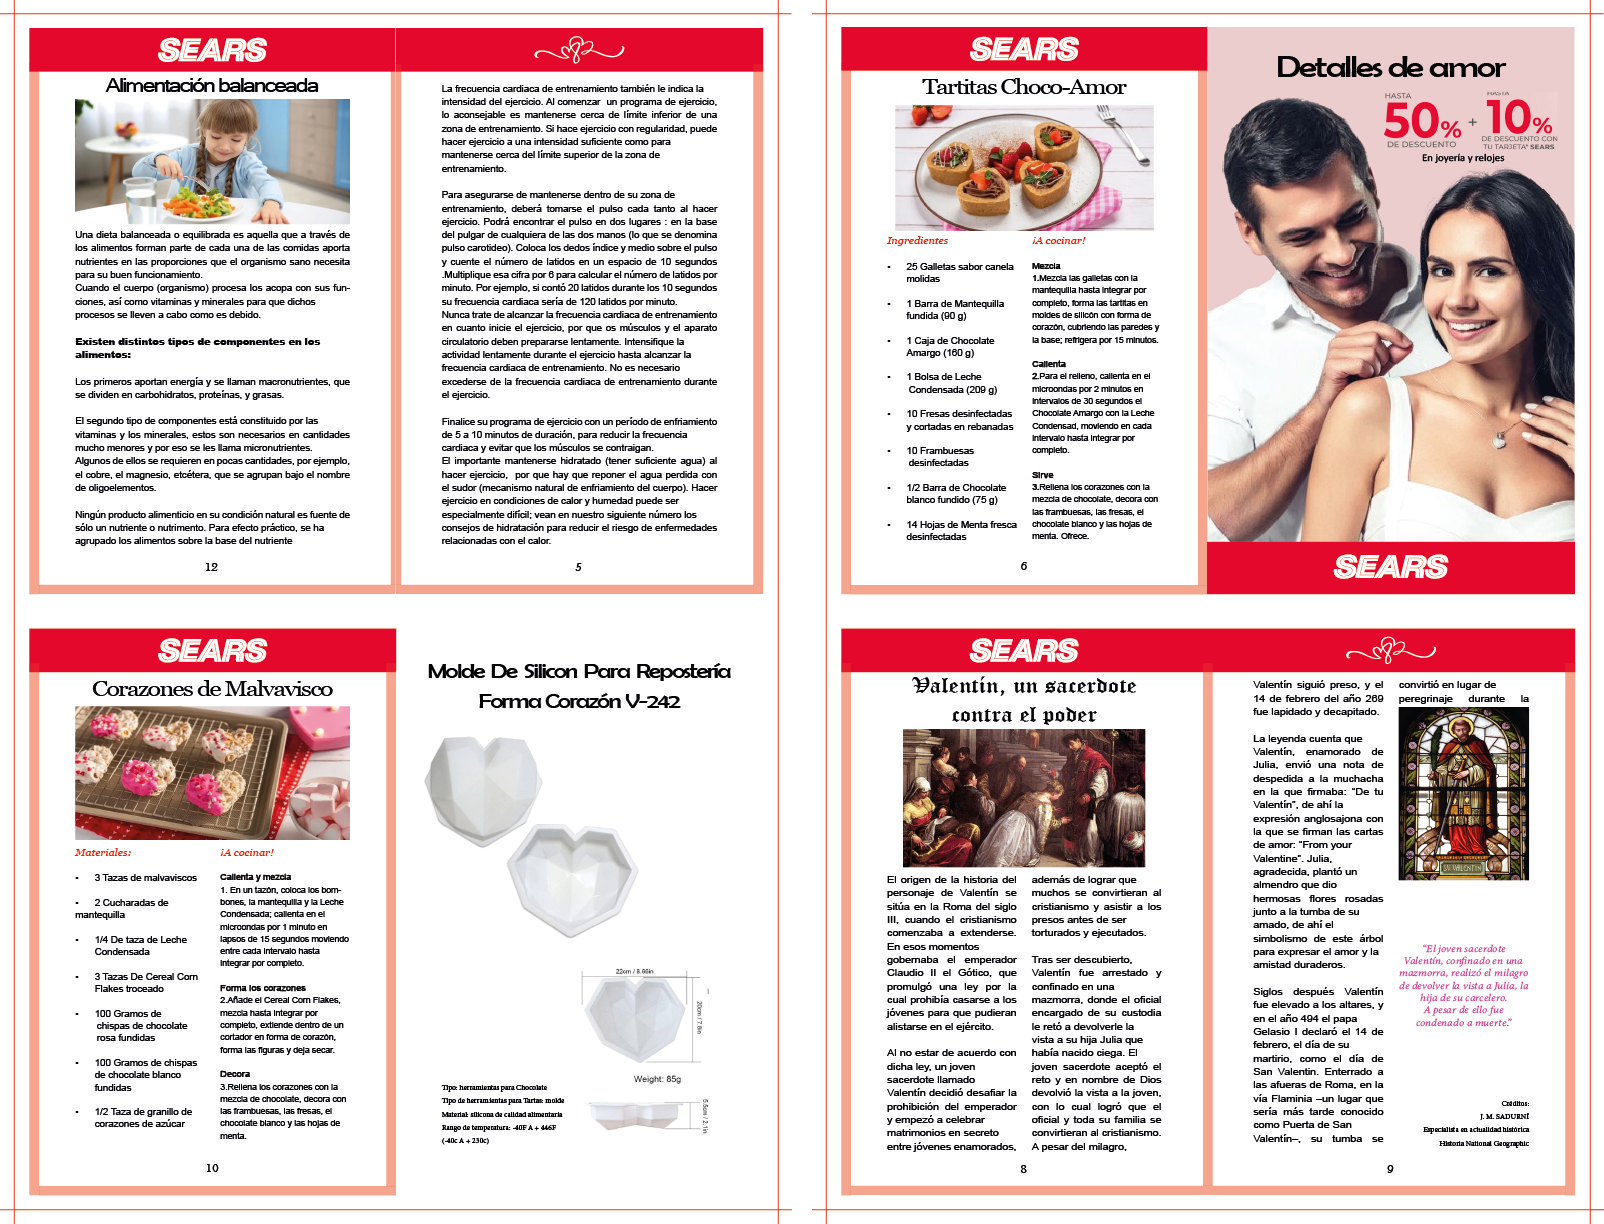 SEARS
Alimentación balanceada
Una dieta balanceada o equilibrada es aquella que a través de
los alimentos forman parte de cada una de las comidas aporta
nutrientes en las proporciones que el organismo sano necesita
para su buen funcionamiento.
Cuando el cuerpo (organismo) procesa los acopa con sus fun-
ciones, así como vitaminas y minerales para que dichos
procesos se lleven a cabo como es debido.
Existen distintos tipos de componentes en los
alimentos:
Los primeros aportan energía y se llaman macronutrientes, que
se dividen en carbohidratos, proteínas, y grasas.
El segundo tipo de componentes está constituido por las
vitaminas y los minerales, estos son necesarios en cantidades
mucho menores y por eso se les llama micronutrientes.
Algunos de ellos se requieren en pocas cantidades, por ejemplo,
el cobre, el magnesio, etcétera, que se agrupan bajo el nombre
de oligoelementos.
Ningún producto alimenticio en su condición natural es fuente de
sólo un nutriente o nutrimento. Para efecto práctico, se ha
agrupado los alimentos sobre la base del nutriente
12
La frecuencia cardiaca de entrenamiento también le indica la
intensidad del ejercicio. Al comenzar un programa de ejercicio,
lo aconsejable es mantenerse cerca de límite inferior de una
zona de entrenamiento. Si hace ejercicio con regularidad, puede
hacer ejercicio a una intensidad suficiente como para
mantenerse cerca del límite superior de la zona de
entrenamiento.
Para asegurarse de mantenerse dentro de su zona de
entrenamiento, deberá tomarse el pulso cada tanto al hacer
ejercicio. Podrá encontrar el pulso en dos lugares : en la base
del pulgar de cualquiera de las dos manos (lo que se denomina
pulso carotideo). Coloca los dedos índice y medio sobre el pulso
y cuente el número de latidos en un espacio de 10 segundos
.Multiplique esa cifra por 6 para calcular el número de latidos por
minuto. Por ejemplo, si contó 20 latidos durante los 10 segundos
su frecuencia cardiaca sería de 120 latidos por minuto.
Nunca trate de alcanzar la frecuencia cardiaca de entrenamiento
en cuanto inicie el ejercicio, por que os músculos y el aparato
circulatorio deben prepararse lentamente. Intensifique la
actividad lentamente durante el ejercicio hasta alcanzar la
frecuencia cardiaca de entrenamiento. No es necesario
excederse de la frecuencia cardiaca de entrenamiento durante
el ejercicio.
Finalice su programa de ejercicio con un período de enfriamiento
de 5 a 10 minutos de duración, para reducir la frecuencia
cardiaca y evitar que los músculos se contraigan.
El importante mantenerse hidratado (tener suficiente agua) al
hacer ejercicio, por que hay que reponer el agua perdida con
el sudor (mecanismo natural de enfriamiento del cuerpo). Hacer
ejercicio en condiciones de calor y humedad puede ser
especialmente difícil; vean en nuestro siguiente número los
consejos de hidratación para reducir el riesgo de enfermedades
relacionadas con el calor.
5
SEARS
Tartitas Choco-Amor
Ingredientes
• 25 Galletas sabor canela
molidas
• 1 Barra de Mantequilla
fundida (90 g)
• 1 Caja de Chocolate
Amargo (160 g)
• 1 Bolsa de Leche
Condensada (209 g)
• 10 Fresas desinfectadas
y cortadas en rebanadas
• 10 Frambuesas
desinfectadas
• 1/2 Barra de Chocolate
blanco fundido (75 g)
• 14 Hojas de Menta fresca
desinfectadas
¡A cocinar!
Mezcla
1.Mezcla las galletas con la
mantequilla hasta integrar por
completo, forma las tartitas en
moldes de silicón con forma de
corazón, cubriendo las paredes y
la base; refrigera por 15 minutos.
Calienta
2.Para el relleno, calienta en el
microondas por 2 minutos en
intervalos de 30 segundos el
Chocolate Amargo con la Leche
Condensad, moviendo en cada
intervalo hasta integrar por
completo.
Sirve
3.Rellena los corazones con la
mezcla de chocolate, decora con
las frambuesas, las fresas, el
chocolate blanco y las hojas de
menta. Ofrece.
6
Detalles de amor
HASTA
50%
DE DESCUENTO
+
HASTA
10%
DE DESCUENTO CON
TU TARJETA* SEARS
En joyería y relojes
SEARS
SEARS
Corazones de Malvavisco
Materiales:
• 3 Tazas de malvaviscos
• 2 Cucharadas de
mantequilla
• 1/4 De taza de Leche
Condensada
• 3 Tazas De Cereal Corn
Flakes troceado
• 100 Gramos de
chispas de chocolate
rosa fundidas
• 100 Gramos de chispas
de chocolate blanco
fundidas
• 1/2 Taza de granillo de
corazones de azúcar
¡A cocinar!
Calienta y mezcla
1. En un tazón, coloca los bom-
bones, la mantequilla y la Leche
Condensada; calienta en el
microondas por 1 minuto en
lapsos de 15 segundos moviendo
entre cada intervalo hasta
integrar por completo.
Forma los corazones
2.Añade el Cereal Corn Flakes,
mezcla hasta integrar por
completo, extiende dentro de un
cortador en forma de corazón,
forma las figuras y deja secar.
Decora
3.Rellena los corazones con la
mezcla de chocolate, decora con
las frambuesas, las fresas, el
chocolate blanco y las hojas de
menta.
10
Molde De Silicon Para Repostería
Forma Corazón V-242
22cm / 8.66in
20cm / 7.8in
Weight: 85g
5.5cm / 2.1in
Tipo: herramientas para Chocolate
Tipo de herramientas para Tartas: molde
Material: silicona de calidad alimentaria
Rango de temperatura: -40F A + 446F
(-40c A + 230c)
SEARS
Valentín, un sacerdote
contra el poder
El origen de la historia del
personaje de Valentín se
sitúa en la Roma del siglo
III, cuando el cristianismo
comenzaba a extenderse.
En esos momentos
gobernaba el emperador
Claudio II el Gótico, que
promulgó una ley por la
cual prohibía casarse a los
jóvenes para que pudieran
alistarse en el ejército.
Al no estar de acuerdo con
dicha ley, un joven
sacerdote llamado
Valentín decidió desafiar la
prohibición del emperador
y empezó a celebrar
matrimonios en secreto
entre jóvenes enamorados,
además de lograr que
muchos se convirtieran al
cristianismo y asistir a los
presos antes de ser
torturados y ejecutados.
Tras ser descubierto,
Valentín fue arrestado y
confinado en una
mazmorra, donde el oficial
encargado de su custodia
le retó a devolverle la
vista a su hija Julia que
había nacido ciega. El
joven sacerdote aceptó el
reto y en nombre de Dios
devolvió la vista a la joven,
con lo cual logró que el
oficial y toda su familia se
convirtieran al cristianismo.
A pesar del milagro,
8
Valentín siguió preso, y el
14 de febrero del año 269
fue lapidado y decapitado.
La leyenda cuenta que
Valentín, enamorado de
Julia, envió una nota de
despedida a la muchacha
en la que firmaba: “De tu
Valentín”, de ahí la
expresión anglosajona con
la que se firman las cartas
de amor: “From your
Valentine”. Julia,
agradecida, plantó un
almendro que dio
hermosas flores rosadas
junto a la tumba de su
amado, de ahí el
simbolismo de este árbol
para expresar el amor y la
amistad duraderos.
Siglos después Valentín
fue elevado a los altares, y
en el año 494 el papa
Gelasio I declaró el 14 de
febrero, el día de su
martirio, como el día de
San Valentin. Enterrado a
las afueras de Roma, en la
vía Flaminia –un lugar que
sería más tarde conocido
como Puerta de San
Valentín–, su tumba se
convirtió en lugar de
peregrinaje durante la
SV VALENTIN
“El joven sacerdote
Valentín, confinado en una
mazmorra, realizó el milagro
de devolver la vista a Julia, la
hija de su carcelero.
A pesar de ello fue
condenado a muerte.”
Créditos:
J. M. SADURNÍ
Especialista en actualidad histórica
Historia National Geographic
9